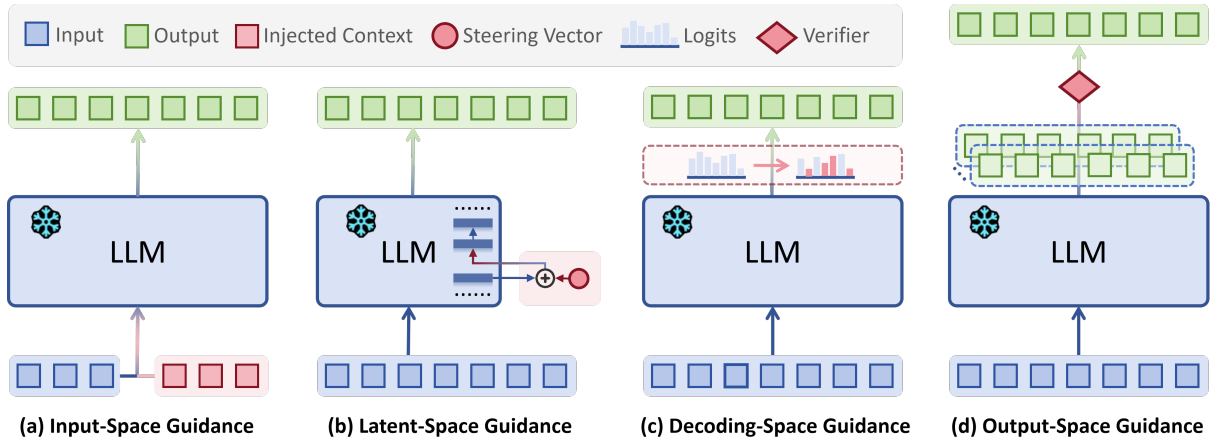 Input Output Injected Context Steering Vector Logits Verifier
LLM LLM LLM LLM
(a) Input-Space Guidance (b) Latent-Space Guidance (c) Decoding-Space Guidance (d) Output-Space Guidance